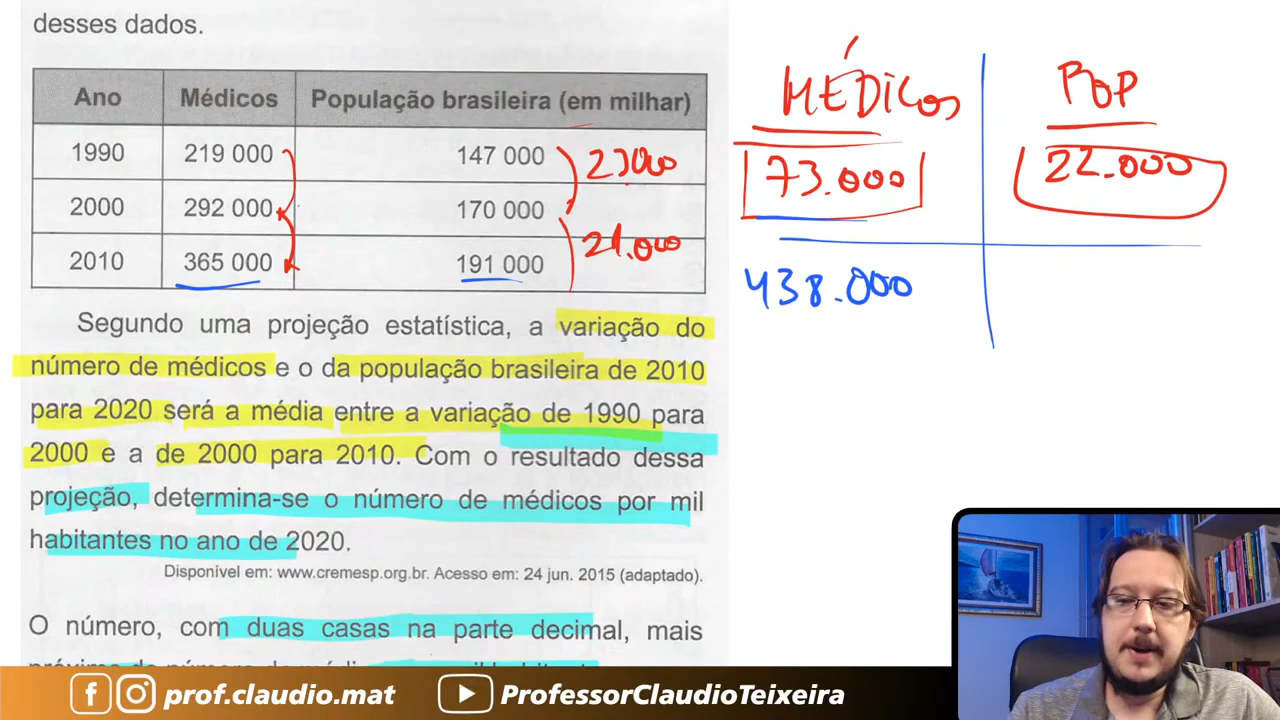 desses dados.
Ano Médicos População brasileira (em milhar)
1990 219 000 147 000
2000 292 000 170 000
2010 365 000 191 000
23.000
21.000
Segundo uma projeção estatística, a variação do
número de médicos e o da população brasileira de 2010
para 2020 será a média entre a variação de 1990 para
2000 e a de 2000 para 2010. Com o resultado dessa
projeção, determina-se o número de médicos por mil
habitantes no ano de 2020.
Disponível em: www.cremesp.org.br. Acesso em: 24 jun. 2015 (adaptado).
O número, com duas casas na parte decimal, mais
MÉDICOS POP
73.000 22.000
438.000
prof.claudio.mat ProfessorClaudioTeixeira